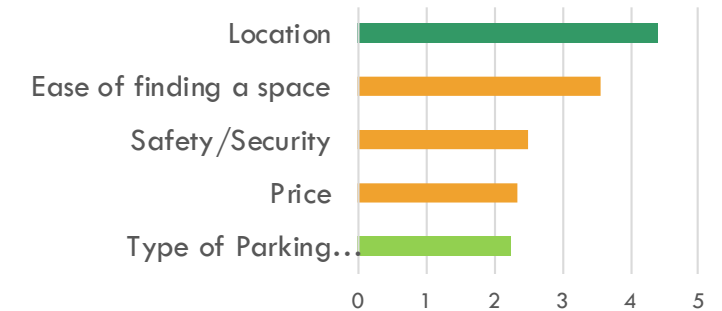 Location
Ease of finding a space
Safety/Security
Price
Type of Parking...
0 1 2 3 4 5